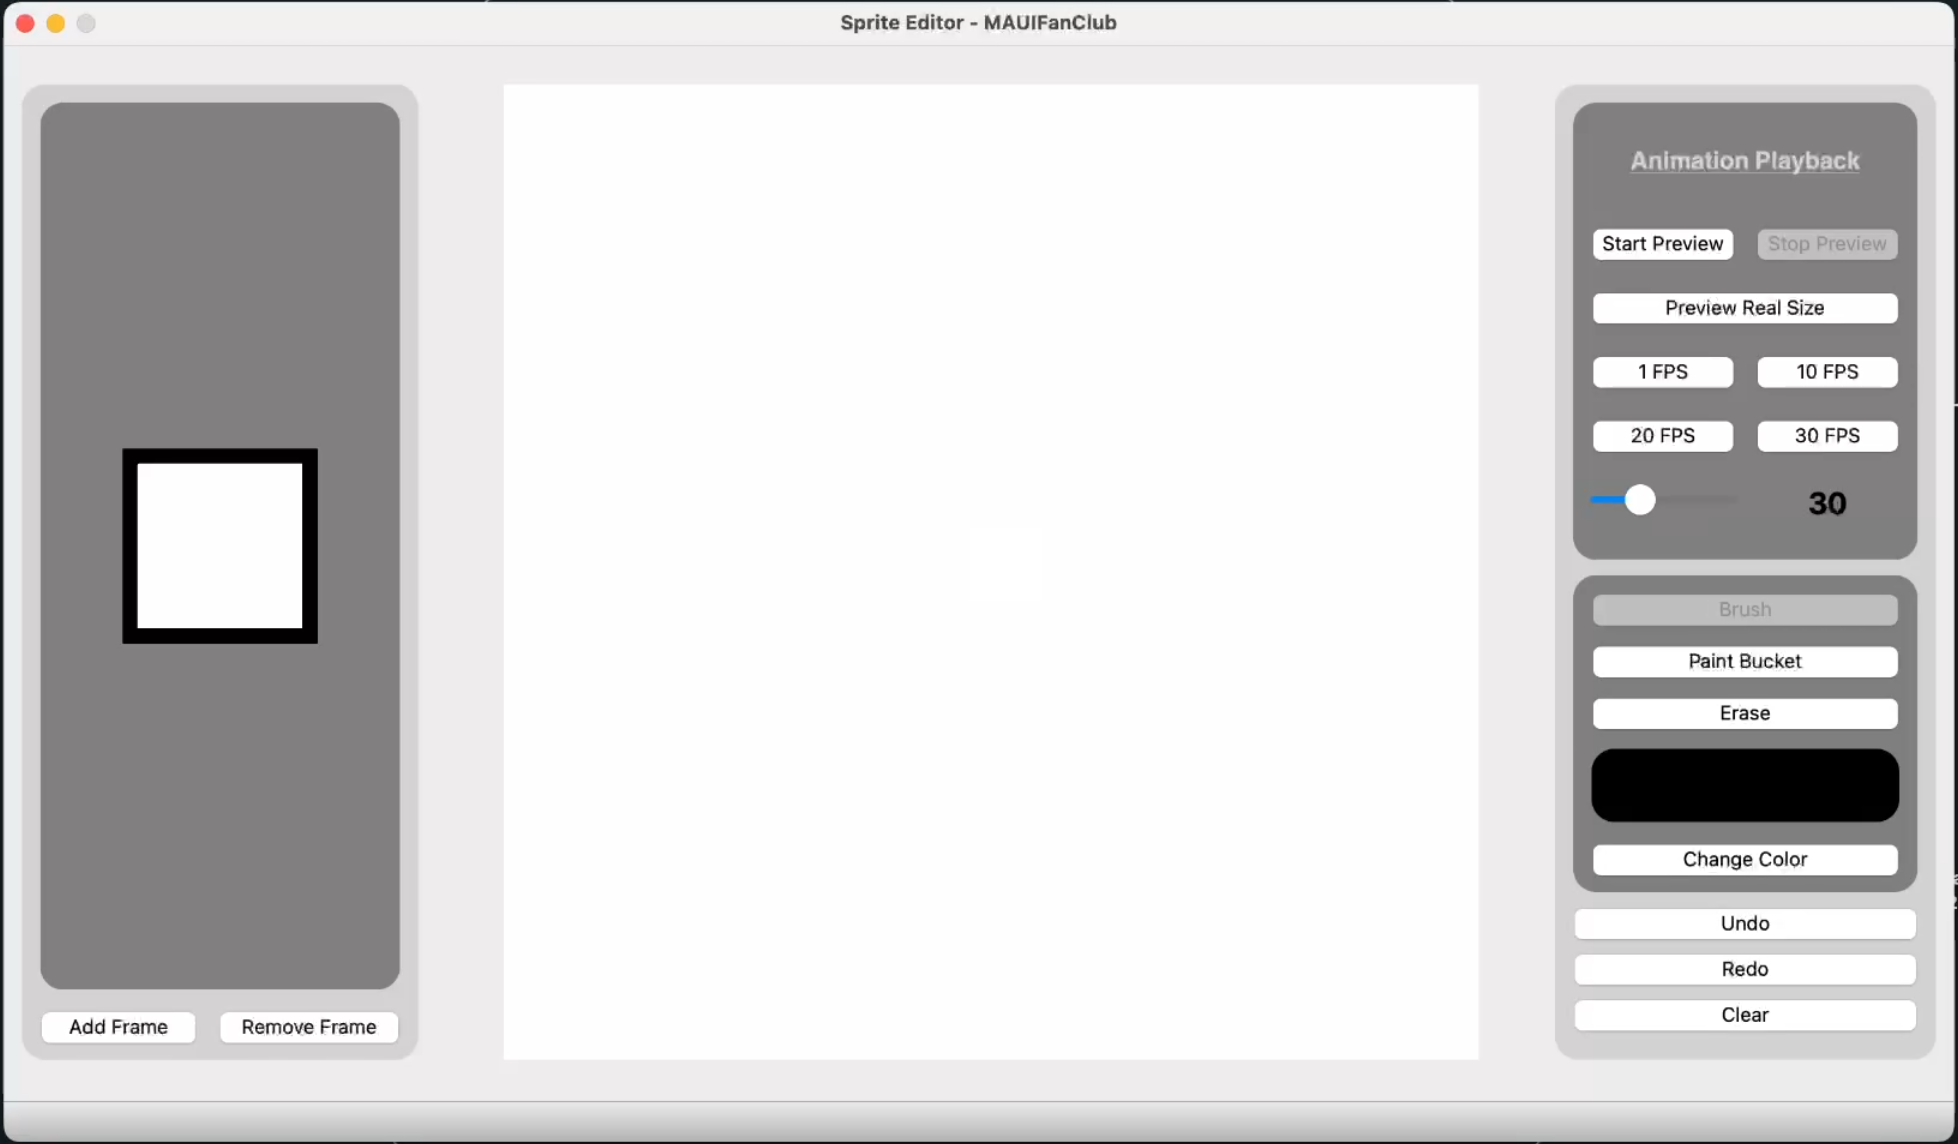 Sprite Editor - MAUIFanClub
Animation Playback
Start Preview
Stop Preview
Preview Real Size
1 FPS
10 FPS
20 FPS
30 FPS
30
Brush
Paint Bucket
Erase
Change Color
Undo
Redo
Clear
Add Frame
Remove Frame